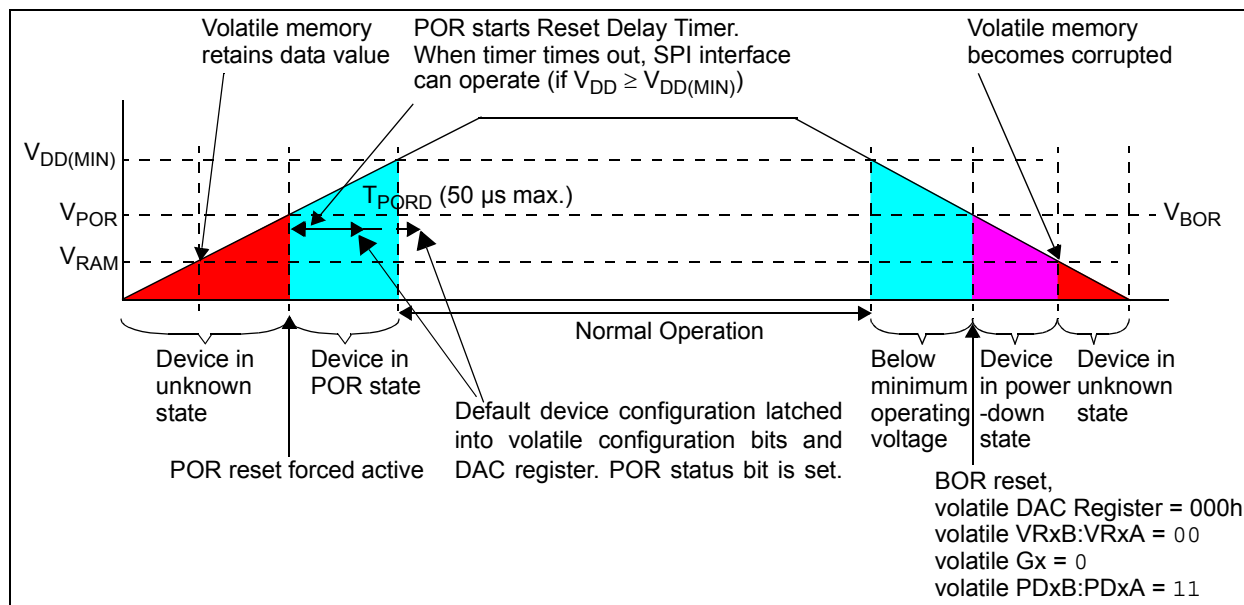 Volatile memory
retains data value
POR starts Reset Delay Timer.
When timer times out, SPI interface
can operate (if VDD ≥ VDD(MIN))
Volatile memory
becomes corrupted
VDD(MIN)
TPORD (50 µs max.)
VPOR
VBOR
VRAM
Normal Operation
Device in
unknown
state
Device in
POR state
Below
minimum
operating
voltage
Device
in power
-down
state
Device in
unknown
state
Default device configuration latched
into volatile configuration bits and
DAC register. POR status bit is set.
POR reset forced active
BOR reset,
volatile DAC Register = 000h
volatile VRxB:VRxA = 00
volatile Gx = 0
volatile PDxB:PDxA = 11